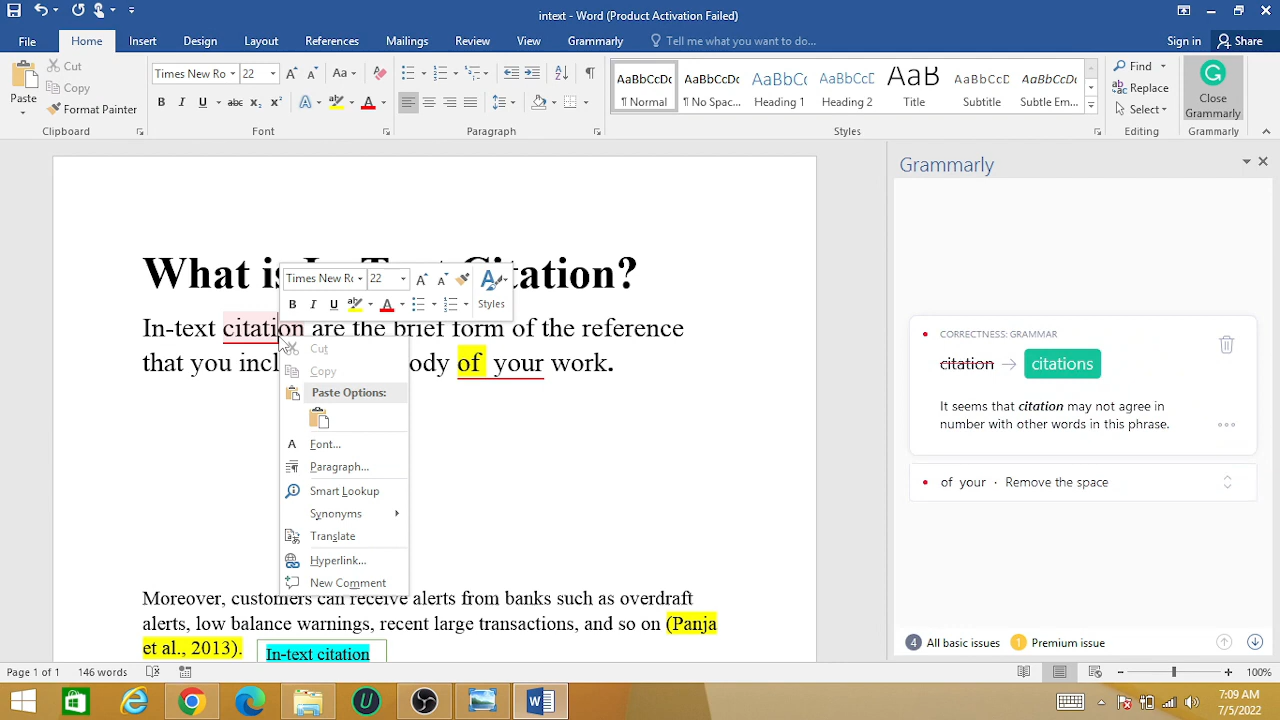 intext - Word (Product Activation Failed)
File Home Insert Design Layout References Mailings Review View Grammarly Tell me what you want to do... Sign in Share
Paste
Cut
Copy
Format Painter
Clipboard
Times New Ro 22 Aa
B I U abc X₂ X² A A
Font
Paragraph
AaBbCcDc AaBbCcDc AaBbC AaBbCcD AaB AaBbCcD AaBbCcDc
¶ Normal ¶ No Spac... Heading 1 Heading 2 Title Subtitle Subtle Em...
Styles
Find
Replace
Select
Editing
Close
Grammarly
Grammarly
What is In Text Citation?
Times New Ro 22
B I U A Styles
In-text citation are the brief form of the reference
that you incl ody of  your work.
Cut
Copy
Paste Options:
Font...
Paragraph...
Smart Lookup
Synonyms
Translate
Hyperlink...
New Comment
Moreover, customers can receive alerts from banks such as overdraft
alerts, low balance warnings, recent large transactions, and so on (Panja
et al., 2013).
In-text citation
Grammarly
CORRECTNESS: GRAMMAR
citation → citations
It seems that citation may not agree in
number with other words in this phrase.
of  your · Remove the space
4 All basic issues 1 Premium issue
Page 1 of 1 146 words 100%
7:09 AM
7/5/2022